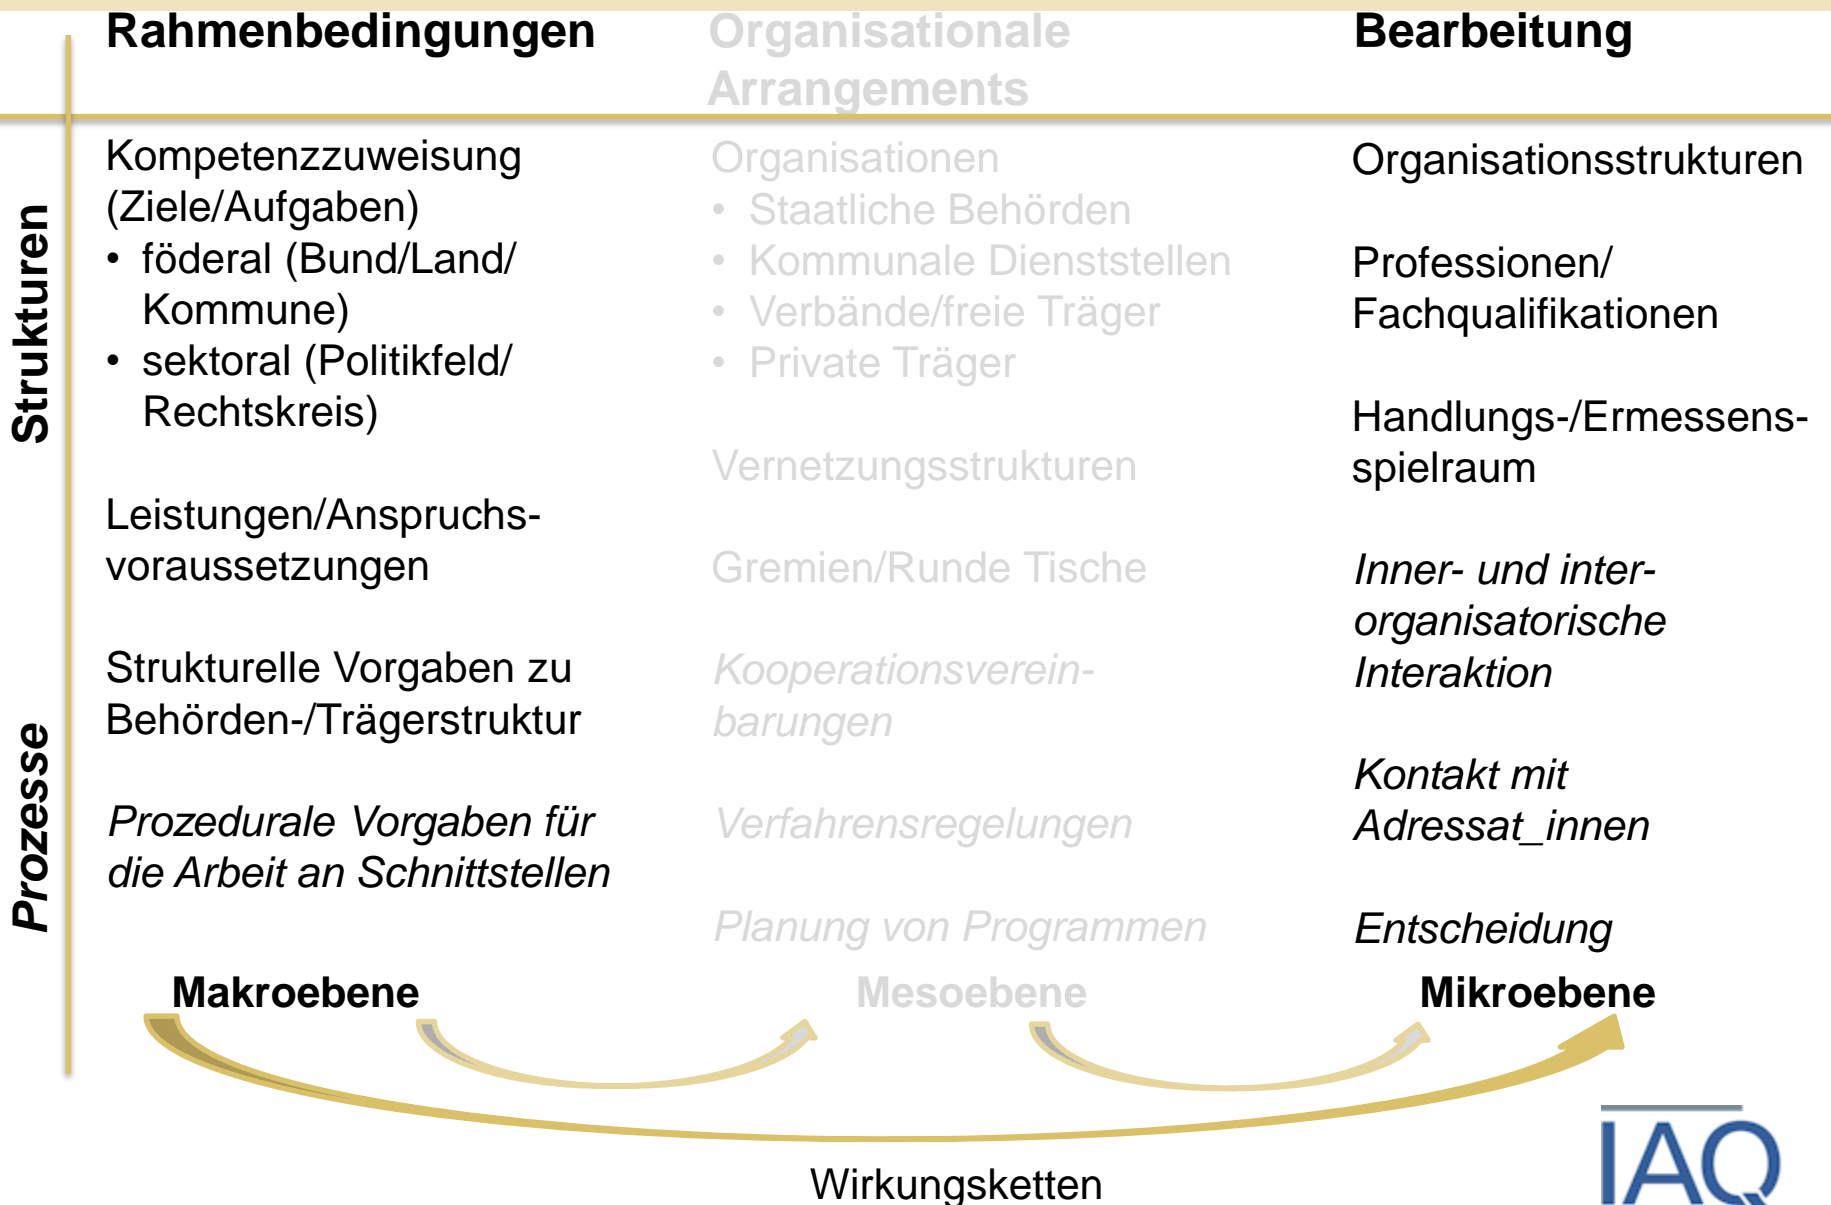 Rahmenbedingungen
Organisationale
Arrangements
Bearbeitung
Strukturen
Prozesse
Kompetenzzuweisung
(Ziele/Aufgaben)
• föderal (Bund/Land/
Kommune)
• sektoral (Politikfeld/
Rechtskreis)
Leistungen/Anspruchs-
voraussetzungen
Strukturelle Vorgaben zu
Behörden-/Trägerstruktur
Prozedurale Vorgaben für
die Arbeit an Schnittstellen
Makroebene
Organisationen
• Staatliche Behörden
• Kommunale Dienststellen
• Verbände/freie Träger
• Private Träger
Vernetzungsstrukturen
Gremien/Runde Tische
Kooperationsverein-
barungen
Verfahrensregelungen
Planung von Programmen
Mesoebene
Organisationsstrukturen
Professionen/
Fachqualifikationen
Handlungs-/Ermessens-
spielraum
Inner- und inter-
organisatorische
Interaktion
Kontakt mit
Adressat_innen
Entscheidung
Mikroebene
Wirkungsketten
IAQ